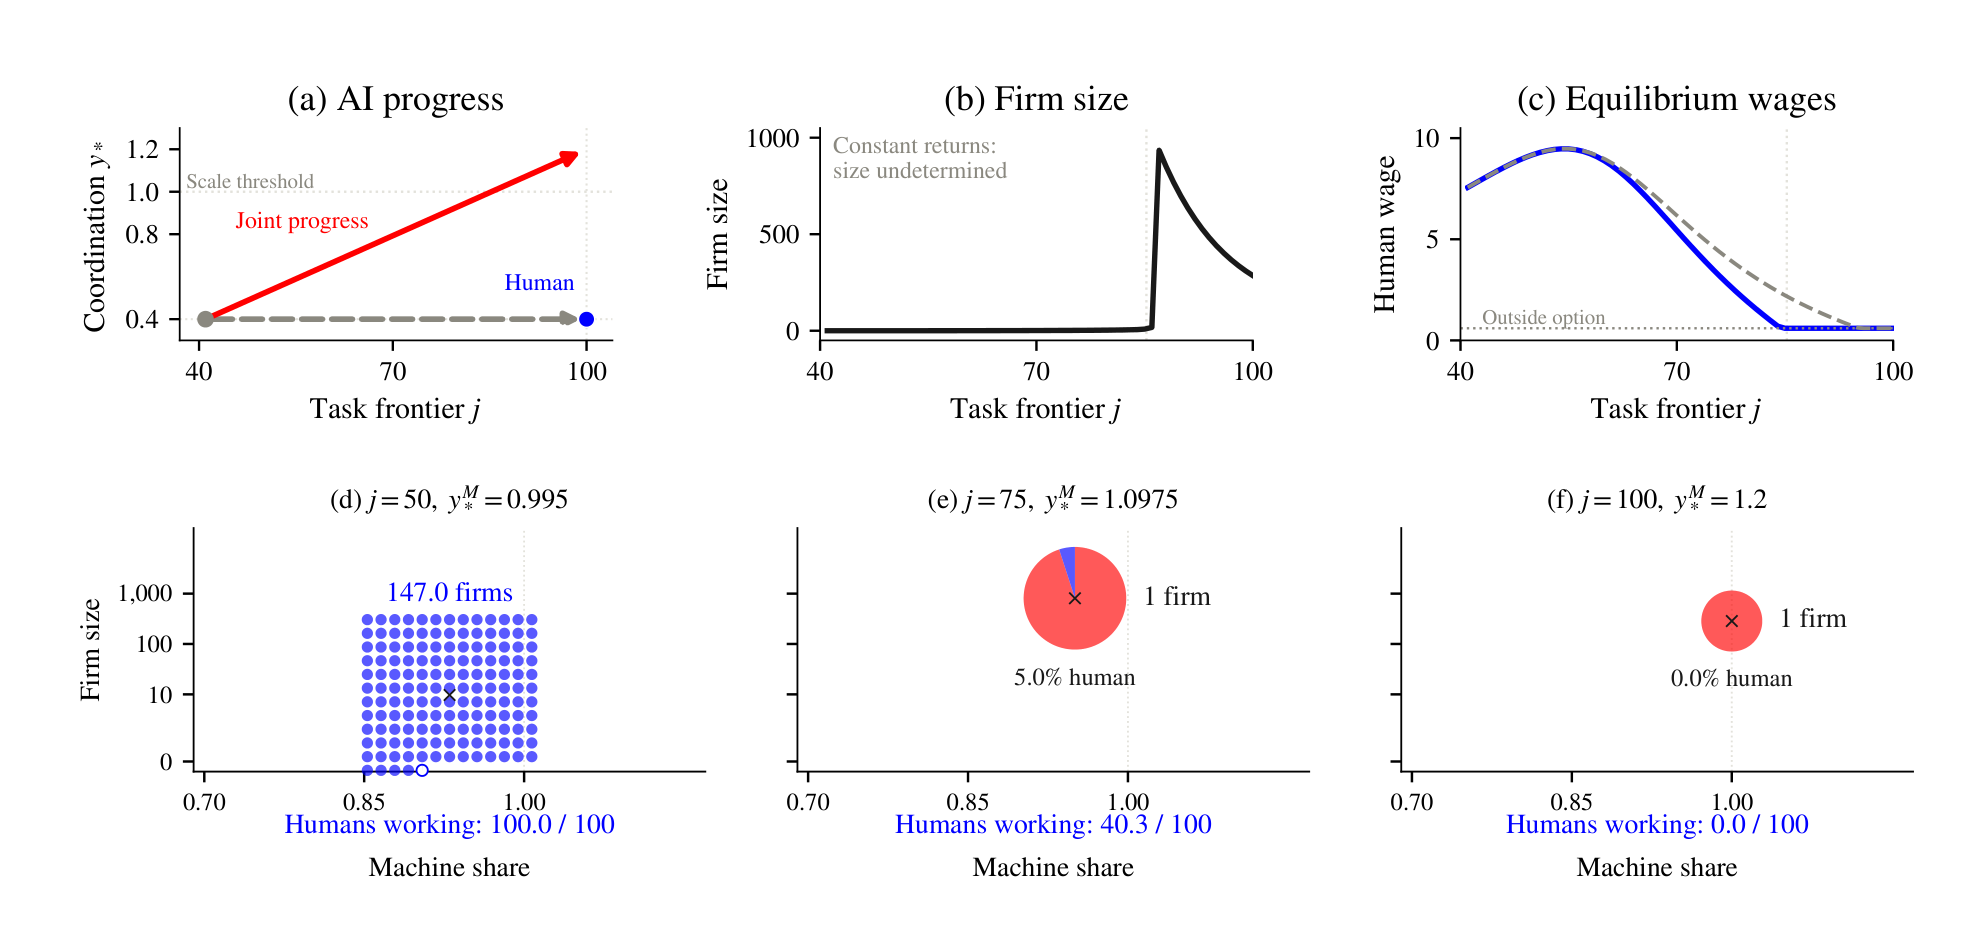 (a) AI progress
Coordination y*
1.2
1.0
0.8
0.4
Scale threshold
Joint progress
Human
40
70
100
Task frontier j
(b) Firm size
Firm size
1000
500
0
Constant returns:
size undetermined
40
70
100
Task frontier j
(c) Equilibrium wages
Human wage
10
5
0
Outside option
40
70
100
Task frontier j
(d) j = 50, y*^M = 0.995
Firm size
1,000
100
10
0
147.0 firms
0.70
0.85
1.00
Humans working: 100.0 / 100
Machine share
(e) j = 75, y*^M = 1.0975
1 firm
5.0% human
0.70
0.85
1.00
Humans working: 40.3 / 100
Machine share
(f) j = 100, y*^M = 1.2
1 firm
0.0% human
0.70
0.85
1.00
Humans working: 0.0 / 100
Machine share